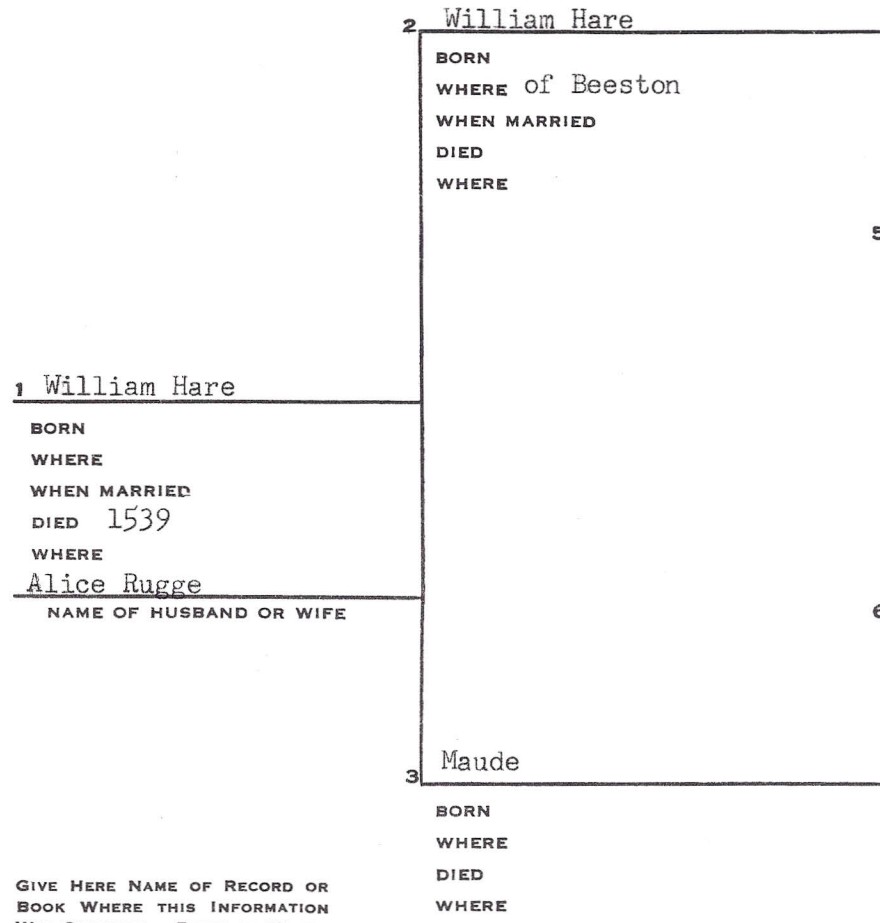 2 William Hare
BORN
WHERE of Beeston
WHEN MARRIED
DIED
WHERE
5
1 William Hare
BORN
WHERE
WHEN MARRIED
DIED 1539
WHERE
Alice Rugge
NAME OF HUSBAND OR WIFE
6
3 Maude
BORN
WHERE
DIED
WHERE
GIVE HERE NAME OF RECORD OR
BOOK WHERE THIS INFORMATION